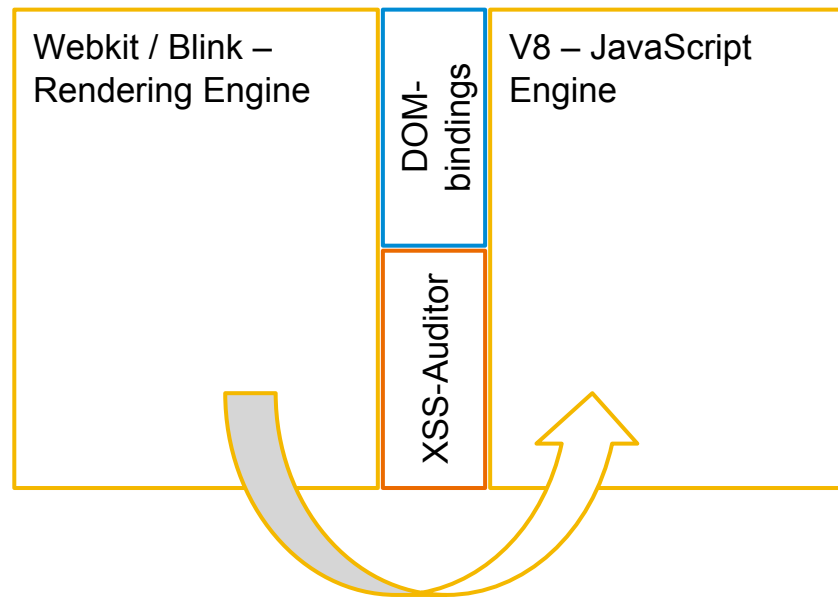 Webkit / Blink –
Rendering Engine
DOM-
bindings
XSS-Auditor
V8 – JavaScript
Engine